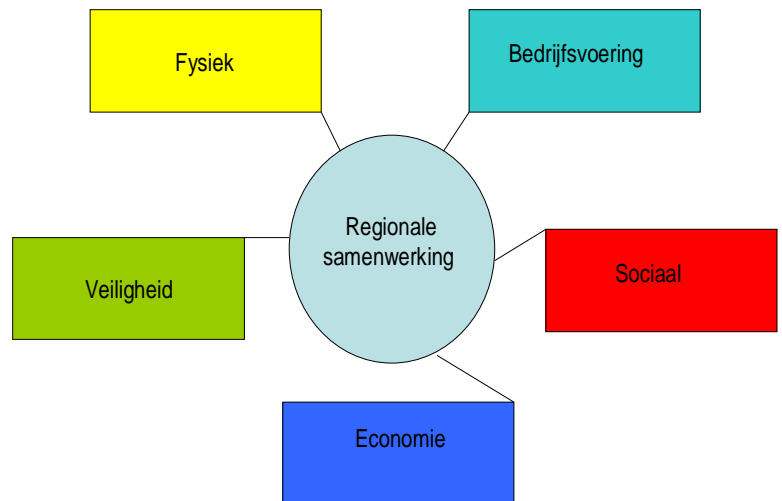 Fysiek
Bedrijfsvoering
Regionale
samenwerking
Veiligheid
Sociaal
Economie